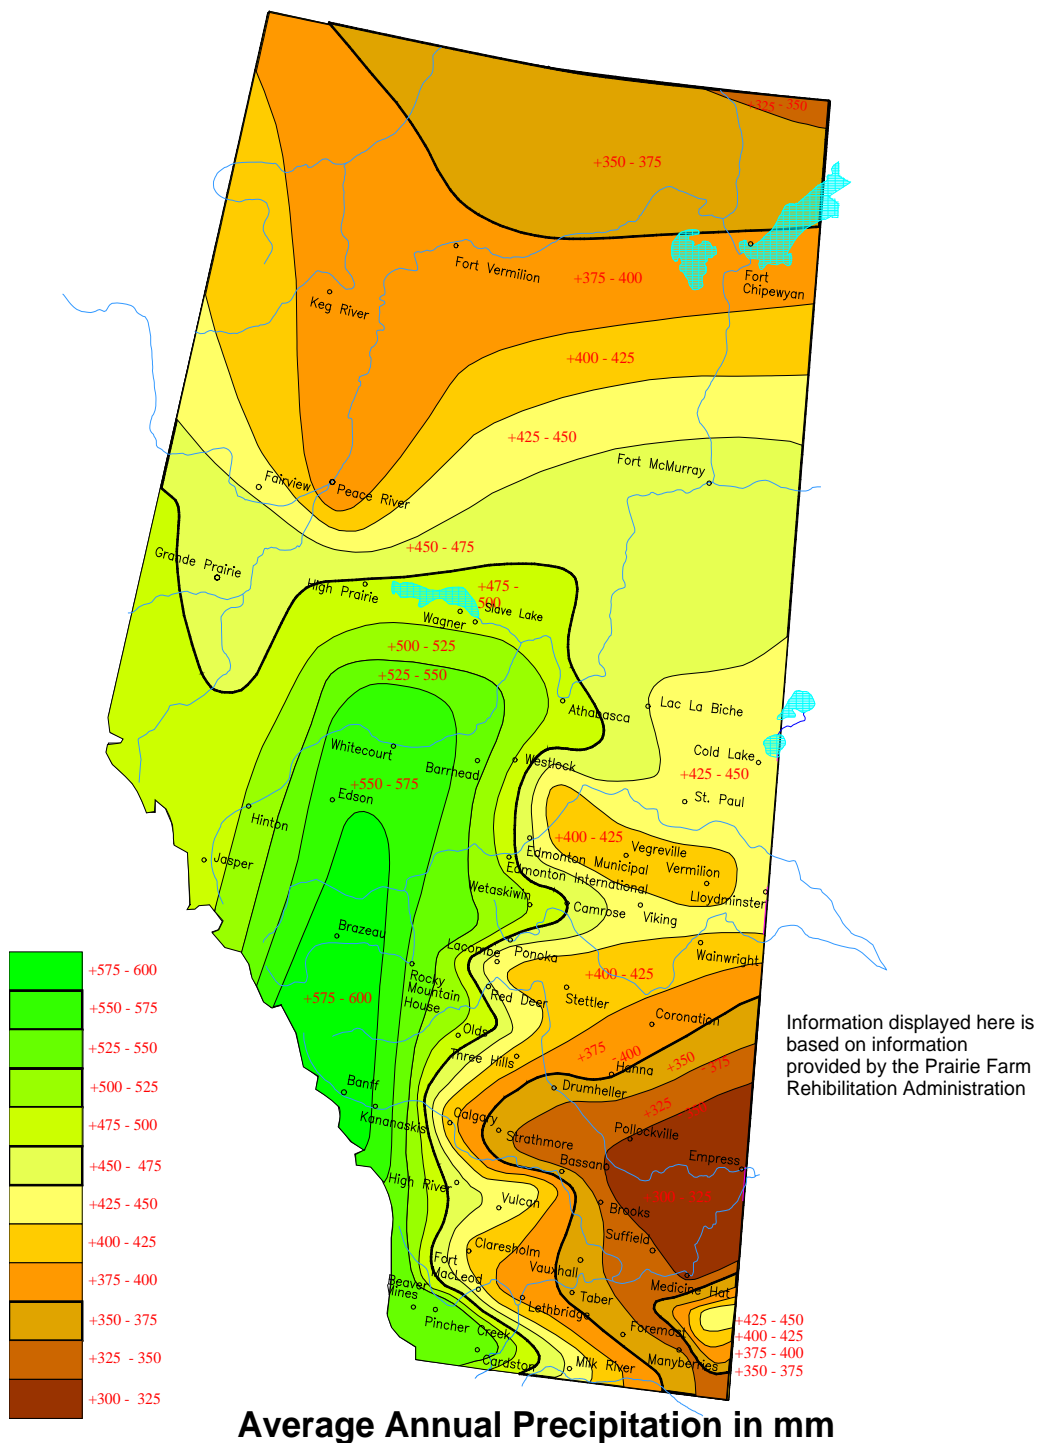 +325 - 350
+350 - 375
Fort Vermilion
+375 - 400
Fort
Chipewyan
Keg River
+400 - 425
+425 - 450
Fort McMurray
Fairview
Peace River
+450 - 475
Grande Prairie
High Prairie
+475 -
500
Slave Lake
Wagner
+500 - 525
+525 - 550
Athabasca
Lac La Biche
Whitecourt
Barrhead
Westlock
Cold Lake
+425 - 450
+550 - 575
Edson
St. Paul
Hinton
+400 - 425
Jasper
Edmonton Municipal
Vegreville
Edmonton International
Vermilion
Wetaskiwin
Lloydminster
Camrose
Viking
Brazeau
Lacombe
Ponoka
Wainwright
Rocky
Mountain
House
+400 - 425
+575 - 600
Red Deer
Stettler
Olds
Coronation
Three Hills
+375 - 400
Hanna
+350 - 375
Banff
Drumheller
Kananaskis
Calgary
+325
Strathmore
Pollockville
Bassano
Empress
High River
Vulcan
Brooks
Claresholm
Suffield
Fort
MacLeod
Vauxhall
Medicine Hat
Beaver
Mines
Taber
Lethbridge
Pincher Creek
Foremost
Cardston
Milk River
Manyberries
+425 - 450
+400 - 425
+375 - 400
+350 - 375
+575 - 600
+550 - 575
+525 - 550
+500 - 525
+475 - 500
+450 - 475
+425 - 450
+400 - 425
+375 - 400
+350 - 375
+325 - 350
+300 - 325
Information displayed here is
based on information
provided by the Prairie Farm
Rehibilitation Administration
Average Annual Precipitation in mm